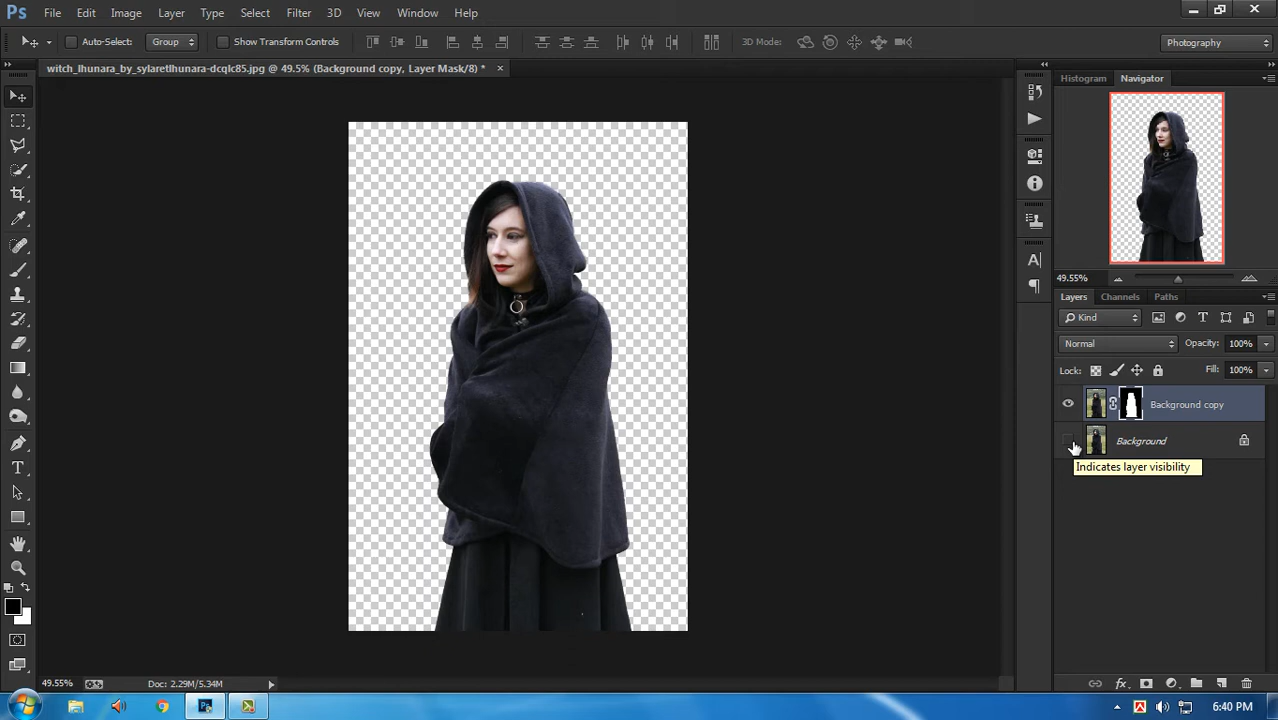 Ps File Edit Image Layer Type Select Filter 3D View Window Help
Auto-Select: Group Show Transform Controls 3D Mode: Photography
witch_lhunara_by_sylaretlhunara-dcqlc85.jpg @ 49.5% (Background copy, Layer Mask/8) * ×
Histogram Navigator
49.55%
Layers Channels Paths
Kind
Normal Opacity: 100%
Lock: Fill: 100%
Background copy
Background
Indicates layer visibility
49.55% Doc: 2.29M/5.34M
6:40 PM